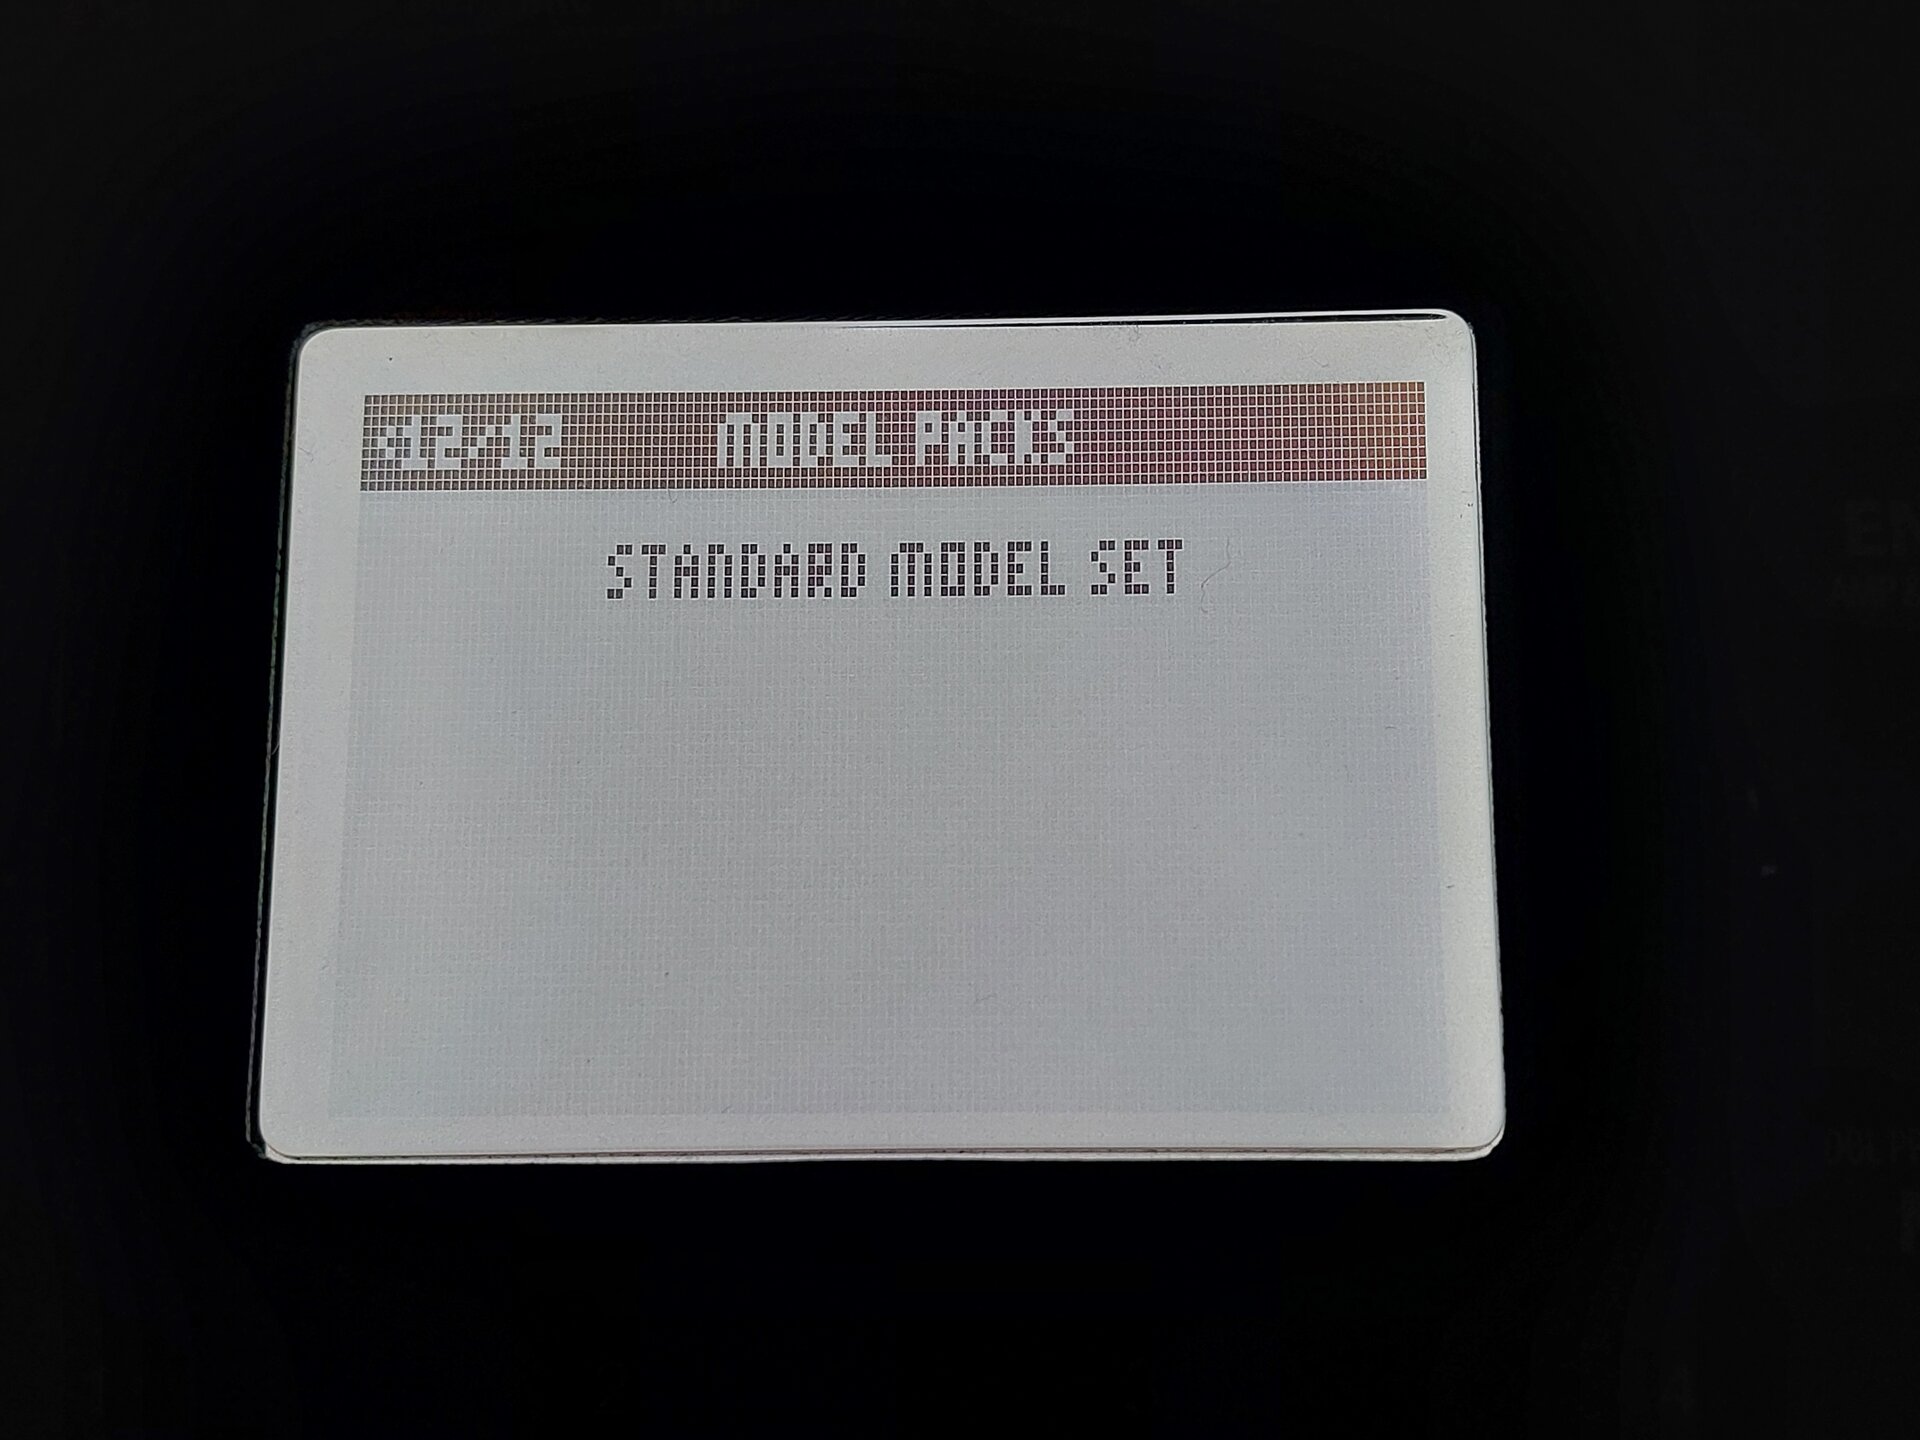 12/12 MODEL PACKS
STANDARD MODEL SET